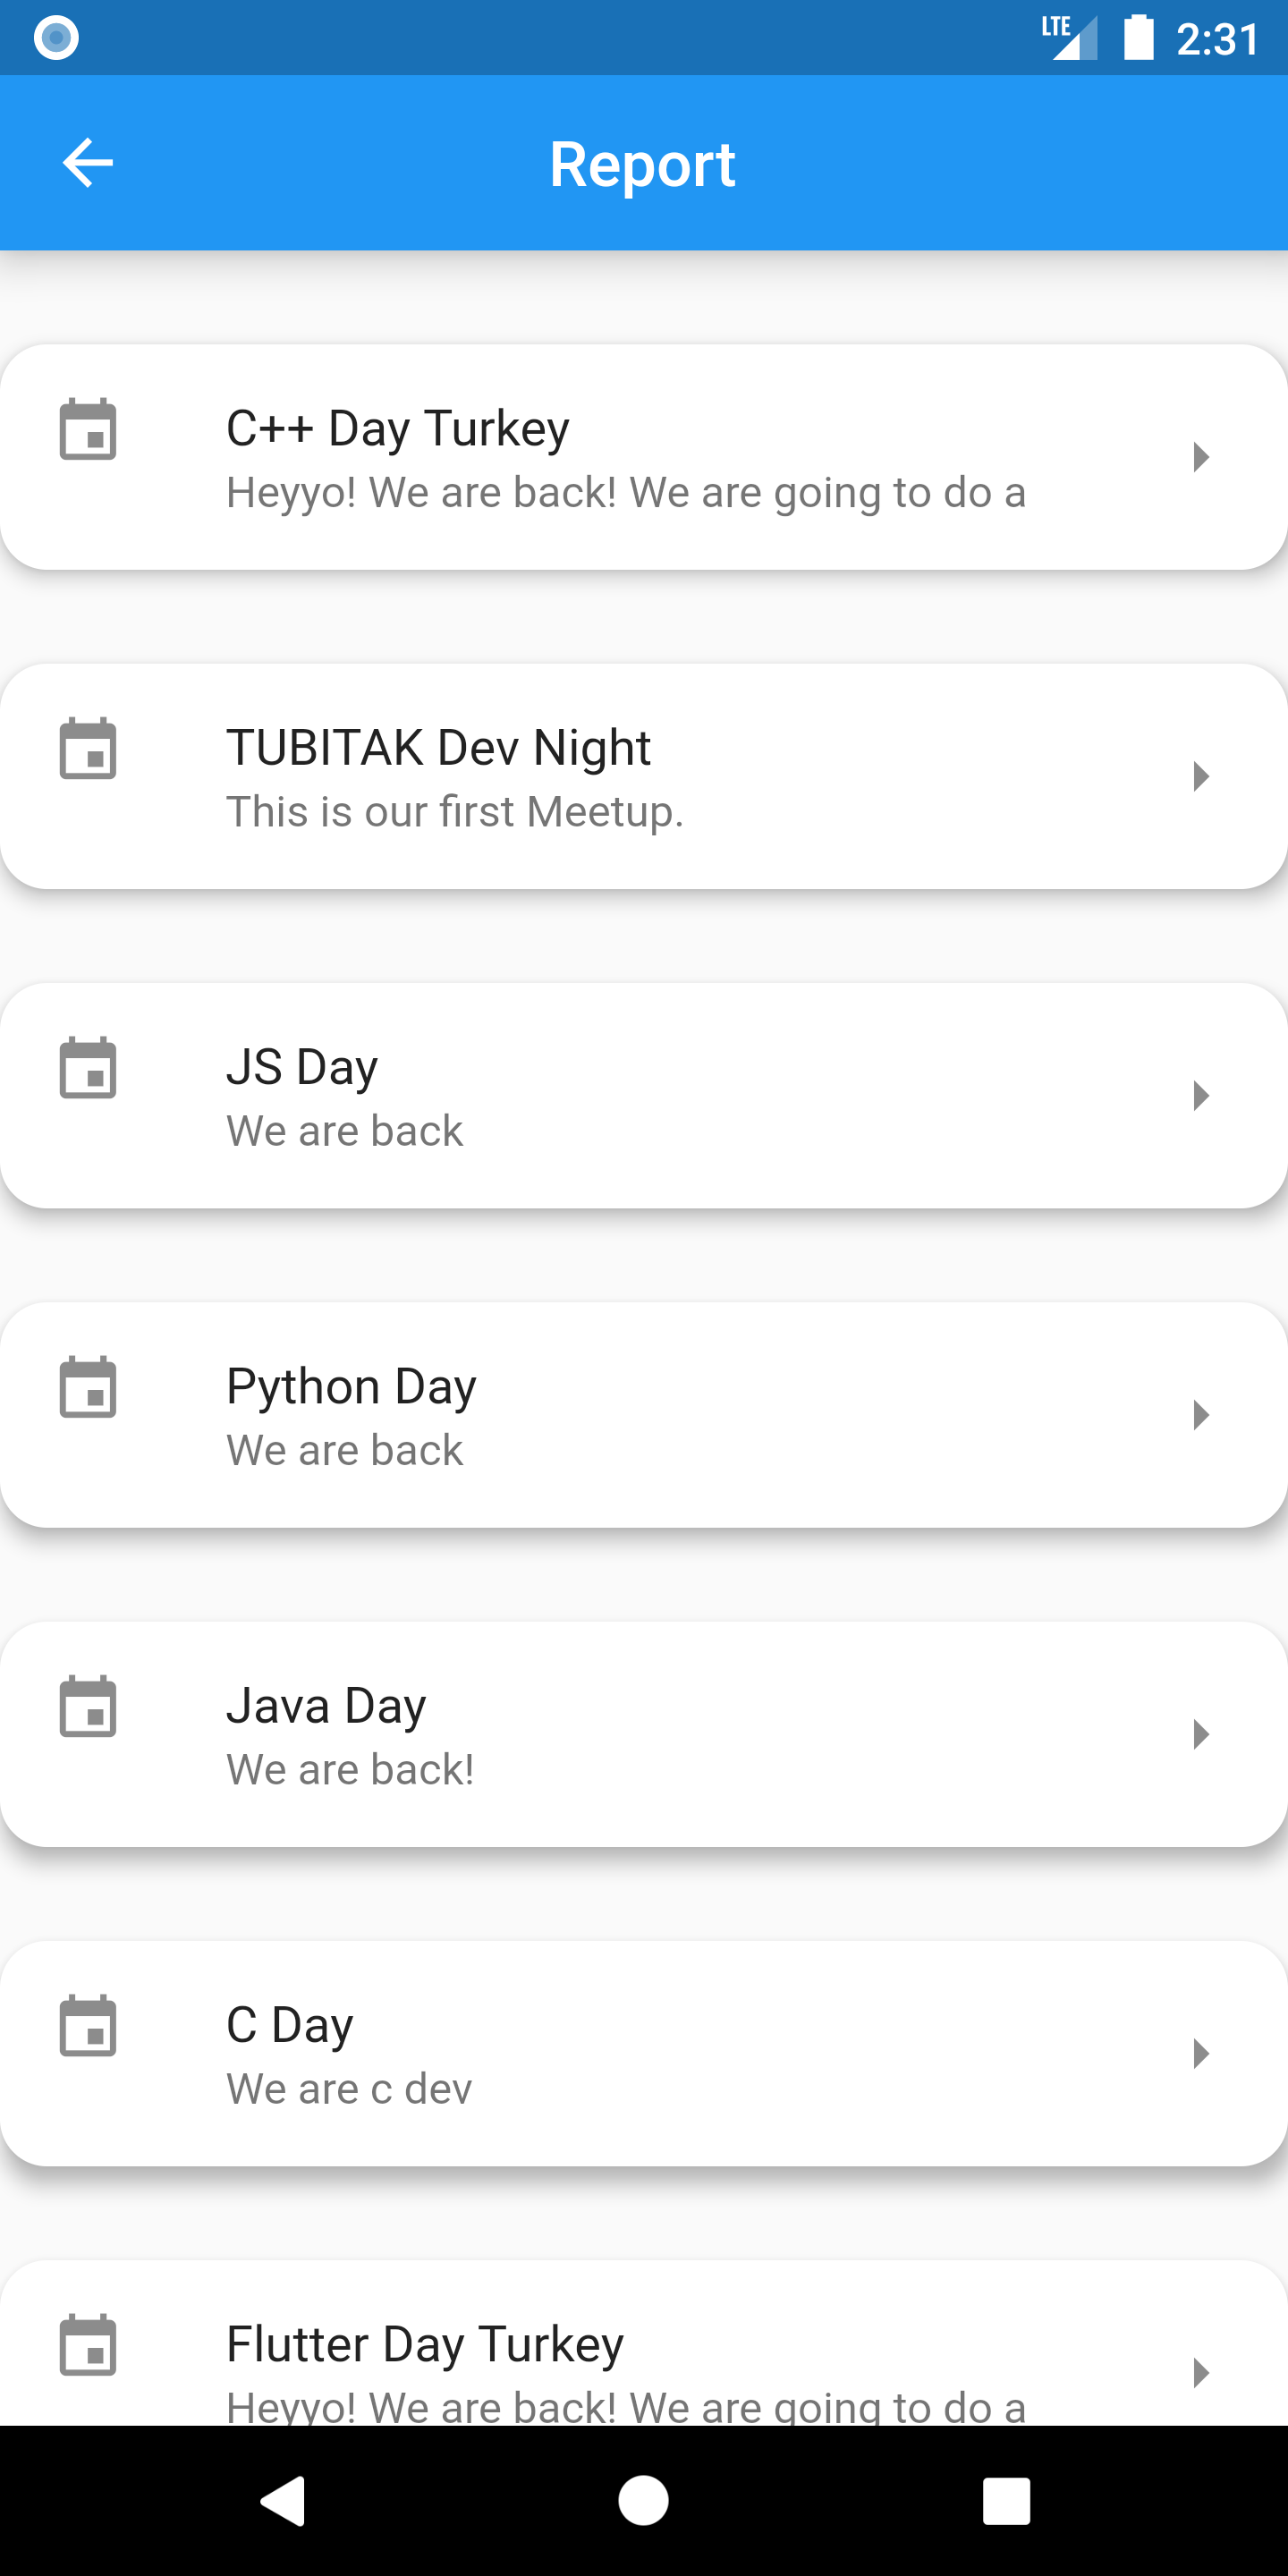 LTE 2:31
Report
C++ Day Turkey
Heyyo! We are back! We are going to do a
TUBITAK Dev Night
This is our first Meetup.
JS Day
We are back
Python Day
We are back
Java Day
We are back!
C Day
We are c dev
Flutter Day Turkey
Heyyo! We are back! We are going to do a